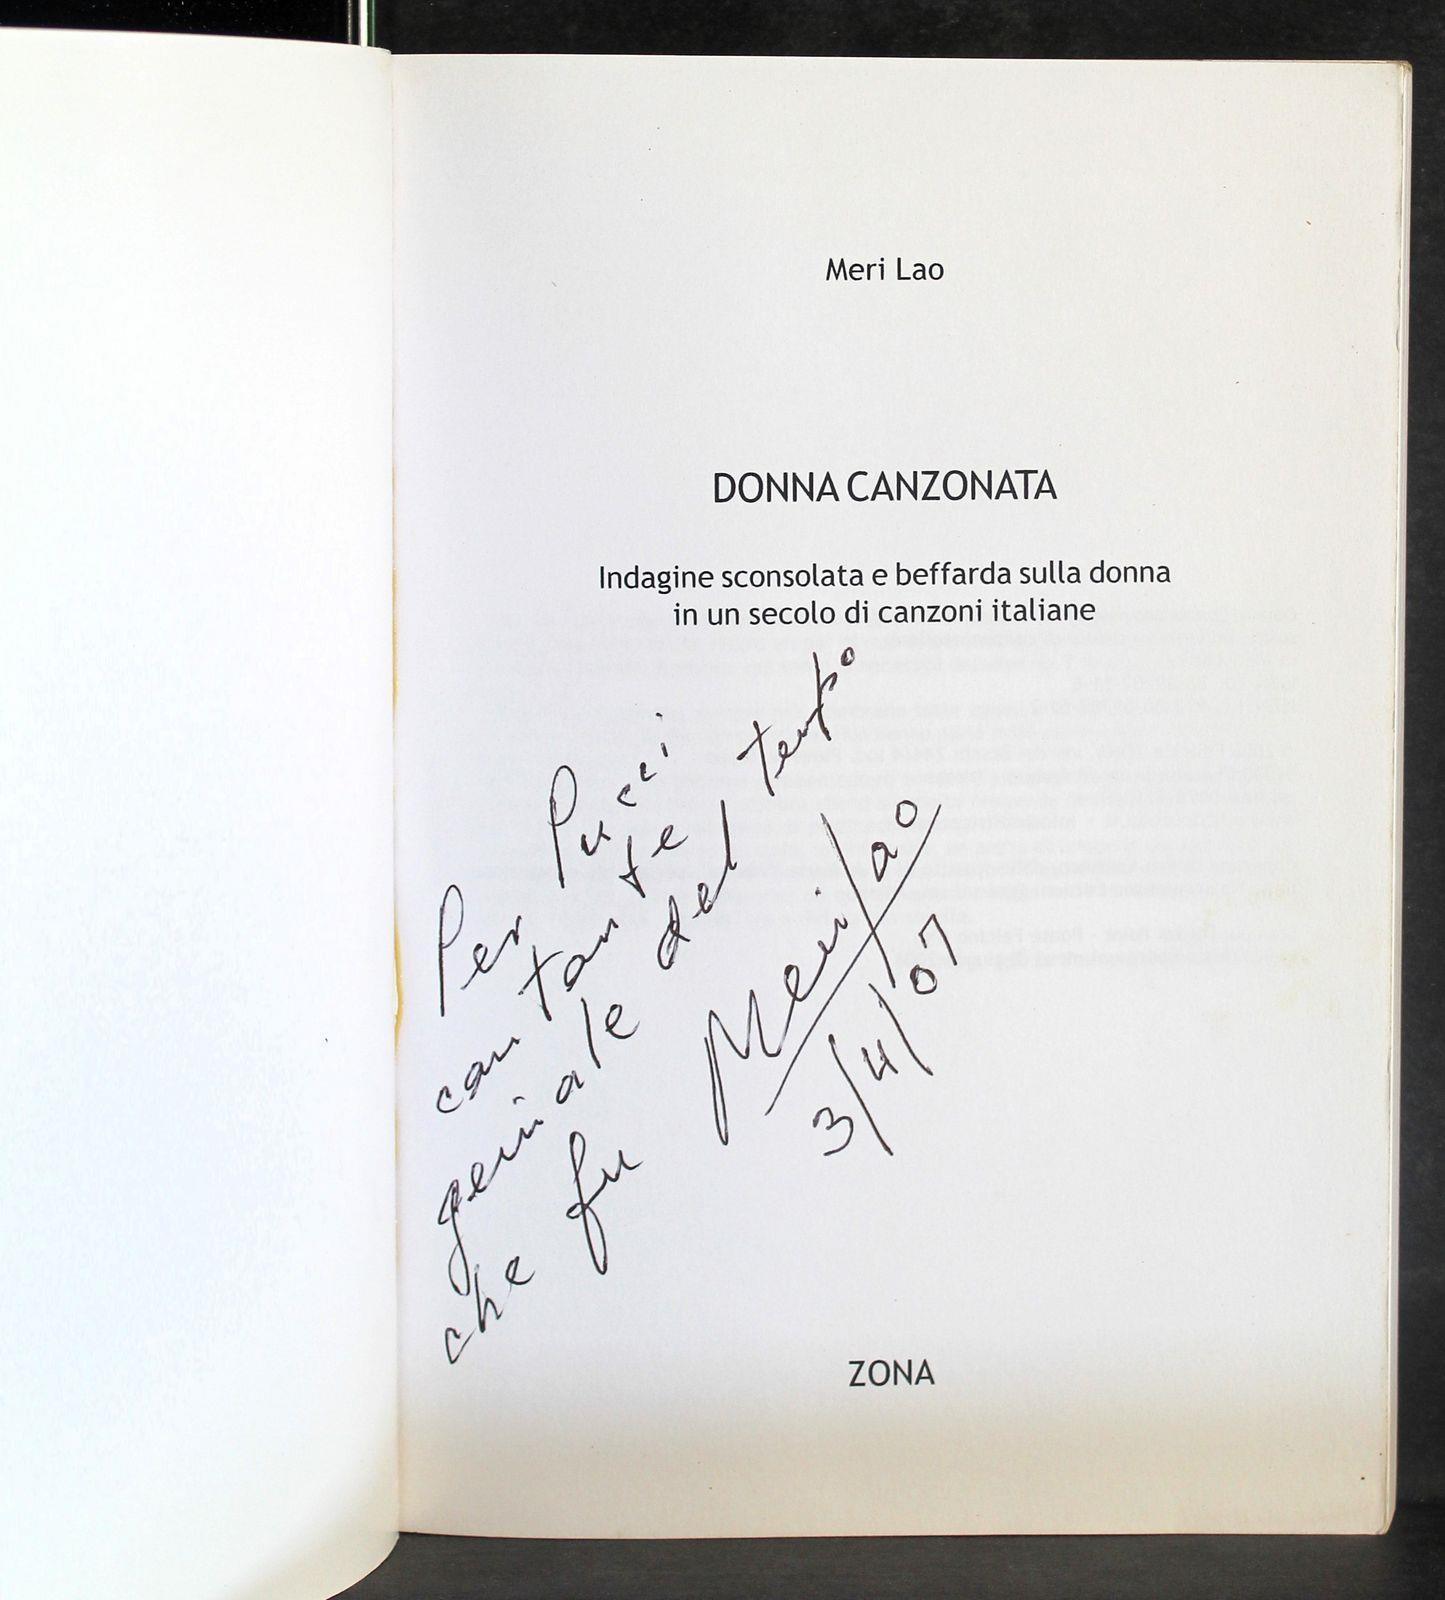 Meri Lao
DONNA CANZONATA
Indagine sconsolata e beffarda sulla donna
in un secolo di canzoni italiane
Per Pucci
cantante
geniale del tempo
che fu
Meri Lao
3/4/07
ZONA